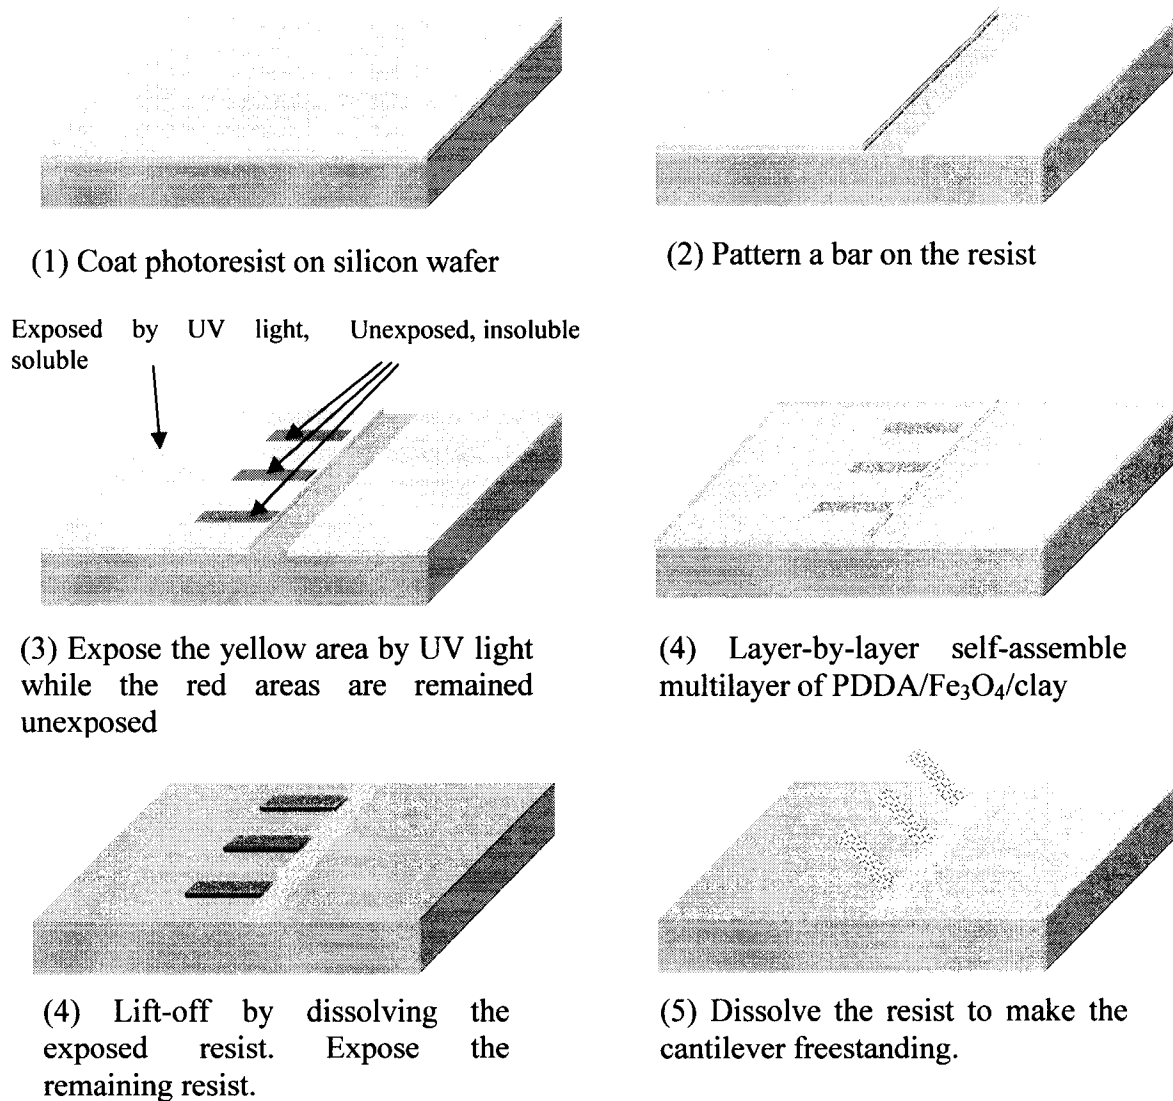 (1) Coat photoresist on silicon wafer
(2) Pattern a bar on the resist
Exposed by UV light,
soluble
Unexposed, insoluble
(3) Expose the yellow area by UV light
while the red areas are remained
unexposed
(4) Layer-by-layer self-assemble
multilayer of PDDA/Fe₃O₄/clay
(4) Lift-off by dissolving the
exposed resist. Expose the
remaining resist.
(5) Dissolve the resist to make the
cantilever freestanding.